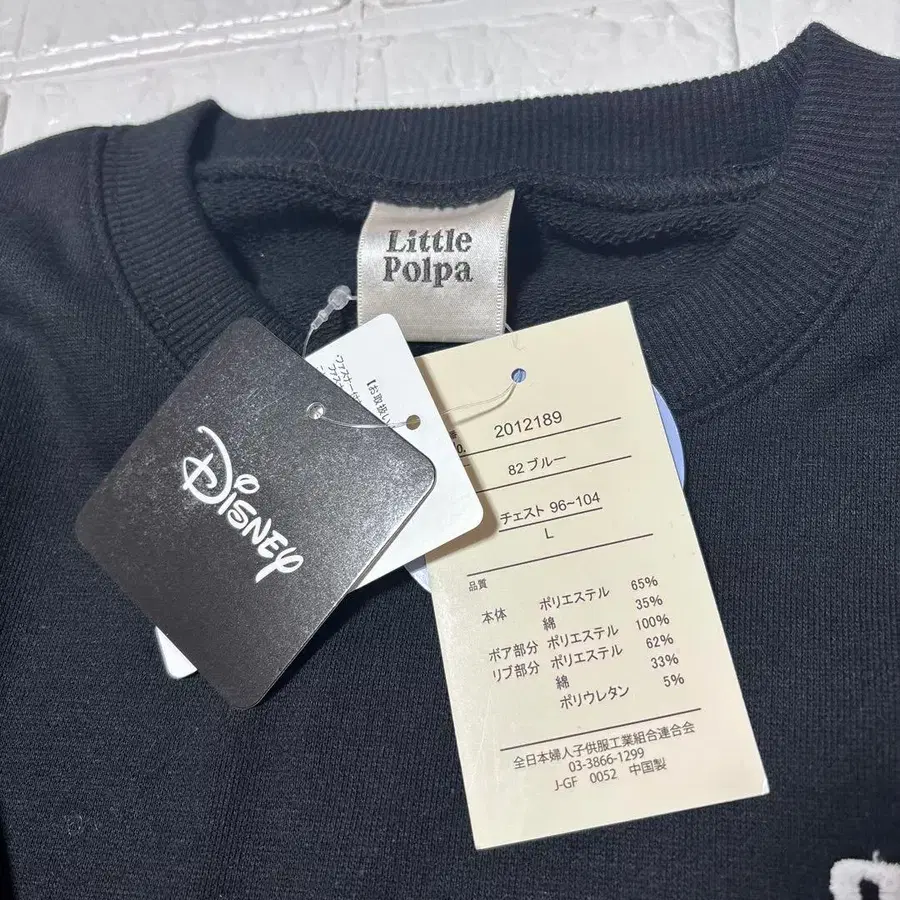 Little
Polpa
Disney
【お取扱い
2012189
82 ブルー
チェスト 96~104
L
品質
本体 ポリエステル 65%
綿 35%
ボア部分 ポリエステル 100%
リブ部分 ポリエステル 62%
綿 33%
ポリウレタン 5%
全日本婦人子供服工業組合連合会
03-3866-1299
J-GF 0052 中国製